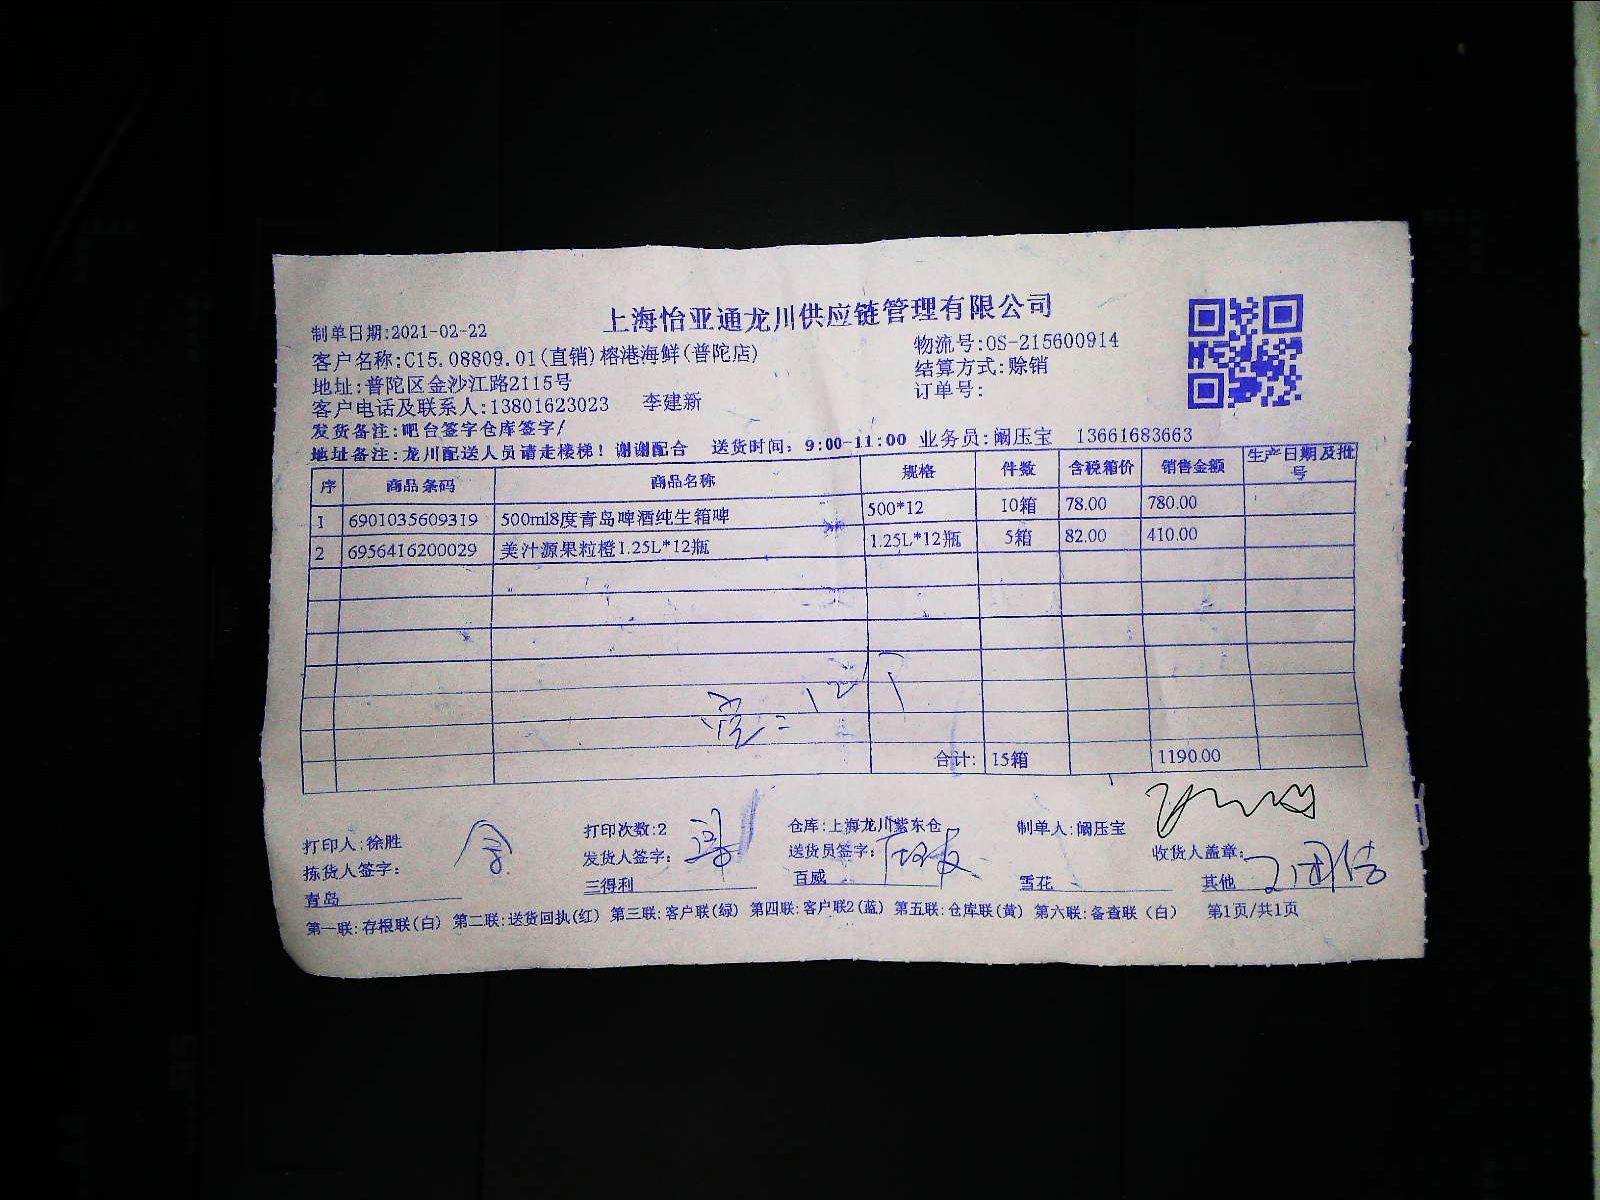 上海怡亚通龙川供应链管理有限公司
制单日期:2021-02-22
物流号:OS-215600914
客户名称:C15.08809.01(直销)榕港海鲜(普陀店)
结算方式:赊销
地址:普陀区金沙江路2115号
订单号:
客户电话及联系人:13801623023 李建新
发货备注:吧台签字仓库签字/
地址备注:龙川配送人员请走楼梯！谢谢配合 送货时间：9:00-11:00 业务员:阚压宝 13661683663
序 商品条码 商品名称 规格 件数 含税箱价 销售金额 生产日期及批号
1 6901035609319 500ml8度青岛啤酒纯生箱啤 500*12 10箱 78.00 780.00
2 6956416200029 美汁源果粒橙1.25L*12瓶 1.25L*12瓶 5箱 82.00 410.00
合计: 15箱 1190.00
打印人:徐胜 打印次数:2 仓库:上海龙川紫东仓 制单人:阚压宝
拣货人签字: 发货人签字: 送货员签字: 收货人盖章:
青岛 三得利 百威 雪花 其他
第一联:存根联(白) 第二联:送货回执(红) 第三联:客户联(绿) 第四联:客户联2(蓝) 第五联:仓库联(黄) 第六联:备查联(白) 第1页/共1页